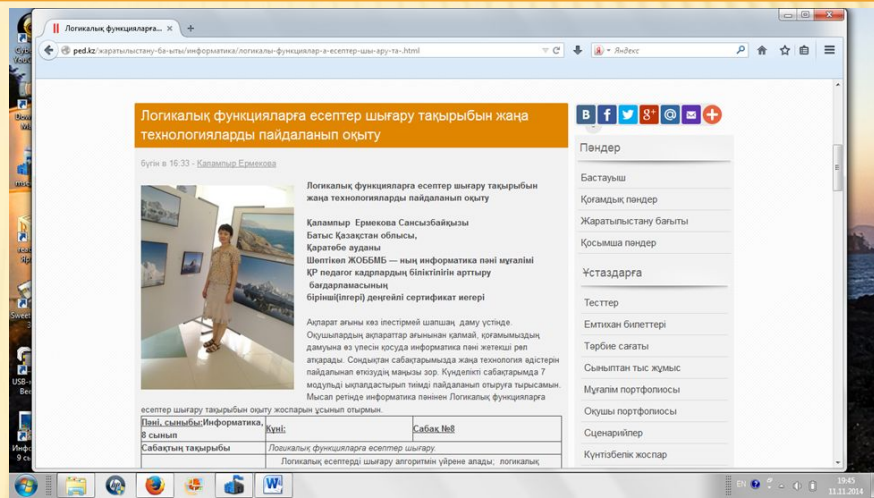 Логикалық функцияларға... ×
ped.kz/жаратылыстану-ба-ыты/информатика/логикалы-функциялар-а-есептер-шы-ару-та-.html
Яндекс
Логикалық функцияларға есептер шығару тақырыбын жаңа
технологияларды пайдаланып оқыту
бүгін в 16:33 - Калампыр Ермекова
Логикалық функцияларға есептер шығару тақырыбын
жаңа технологияларды пайдаланып оқыту
Қалампыр Ермекова Сансызбайқызы
Батыс Қазақстан облысы,
Қаратөбе ауданы
Шөптікөл ЖОББМБ — ның информатика пәні мұғалімі
ҚР педагог кадрлардың біліктілігін арттыру
бағдарламасының
бірінші(ілгері) деңгейлі сертификат иегері
Ақпарат ағыны көз ілестірмей шапшаң даму үстінде.
Оқушылардың ақпараттар ағынынан қалмай, қоғамымыздың
дамуына өз үлесін қосуда информатика пәні жетекші рөл
атқарады. Сондықтан сабақтарымызда жаңа технология әдістерін
пайдаланып өткізудің маңызы зор. Күнделікті сабақтарымда 7
модульді ықпалдастырып тиімді пайдаланып отыруға тырысамын.
Мысал ретінде информатика пәнінен Логикалық функцияларға
есептер шығару тақырыбын оқыту жоспарын ұсынып отырмын.
Пәні, сыныбы:Информатика,
8 сынып
Күні:
Сабақ №8
Сабақтың тақырыбы
Логикалық функцияларға есептер шығару.
Логикалық есептерді шығару алгоритмін үйрене алады; логикалық
Пәндер
Бастауыш
Қоғамдық пәндер
Жаратылыстану бағыты
Қосымша пәндер
Ұстаздарға
Тесттер
Емтихан билеттері
Тәрбие сағаты
Сыныптан тыс жұмыс
Мұғалім портфолиосы
Оқушы портфолиосы
Сценарийлер
Күнтізбелік жоспар
EN
19:45
11.11.2014